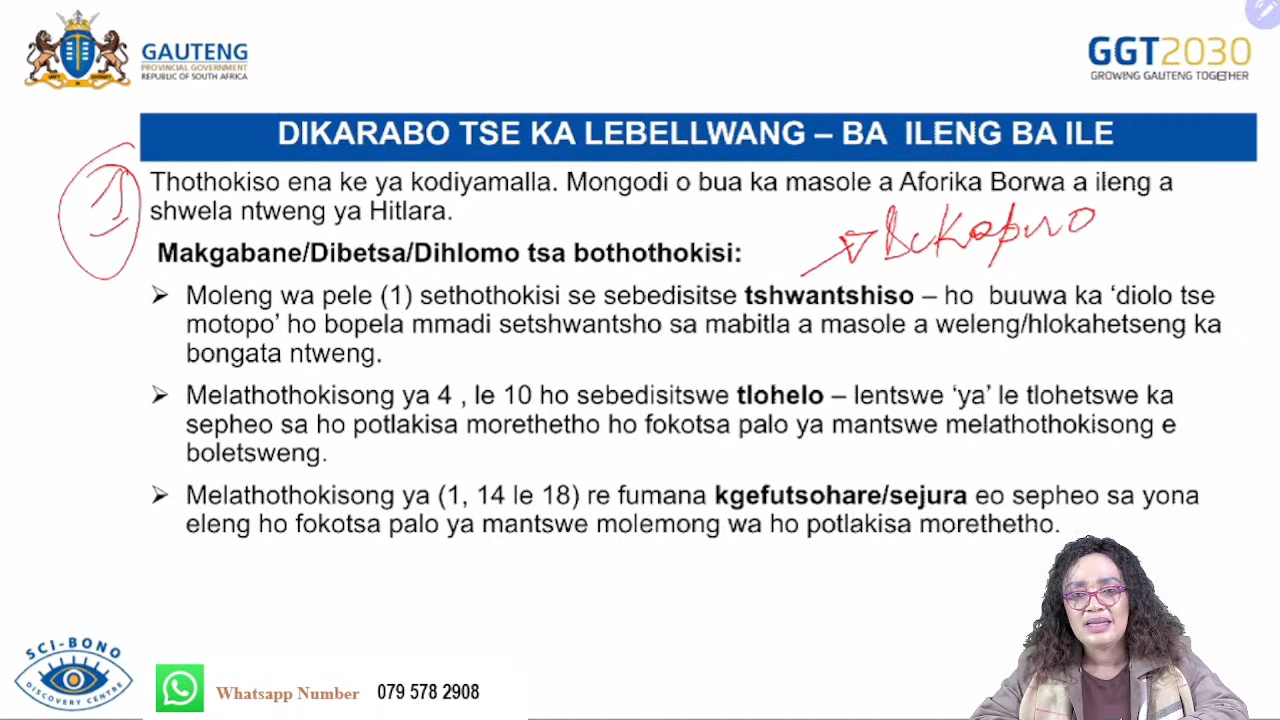 GAUTENG
PROVINCIAL GOVERNMENT
REPUBLIC OF SOUTH AFRICA
GGT2030
GROWING GAUTENG TOGETHER
DIKARABO TSE KA LEBELLWANG – BA ILENG BA ILE
1
Thothokiso ena ke ya kodiyamalla. Mongodi o bua ka masole a Aforika Borwa a ileng a
shwela ntweng ya Hitlara.
Makgabane/Dibetsa/Dihlomo tsa bothothokisi:
➢ Moleng wa pele (1) sethothokisi se sebedisitse tshwantshiso – ho buuwa ka ‘diolo tse
motopo’ ho bopela mmadi setshwantsho sa mabitla a masole a weleng/hlokahetseng ka
bongata ntweng.
➢ Melathothokisong ya 4 , le 10 ho sebedisitswe tlohelo – lentswe ‘ya’ le tlohetswe ka
sepheo sa ho potlakisa morethetho ho fokotsa palo ya mantswe melathothokisong e
boletsweng.
➢ Melathothokisong ya (1, 14 le 18) re fumana kgefutsohare/sejura eo sepheo sa yona
eleng ho fokotsa palo ya mantswe molemong wa ho potlakisa morethetho.
SCI-BONO
DISCOVERY CENTRE
Whatsapp Number 079 578 2908